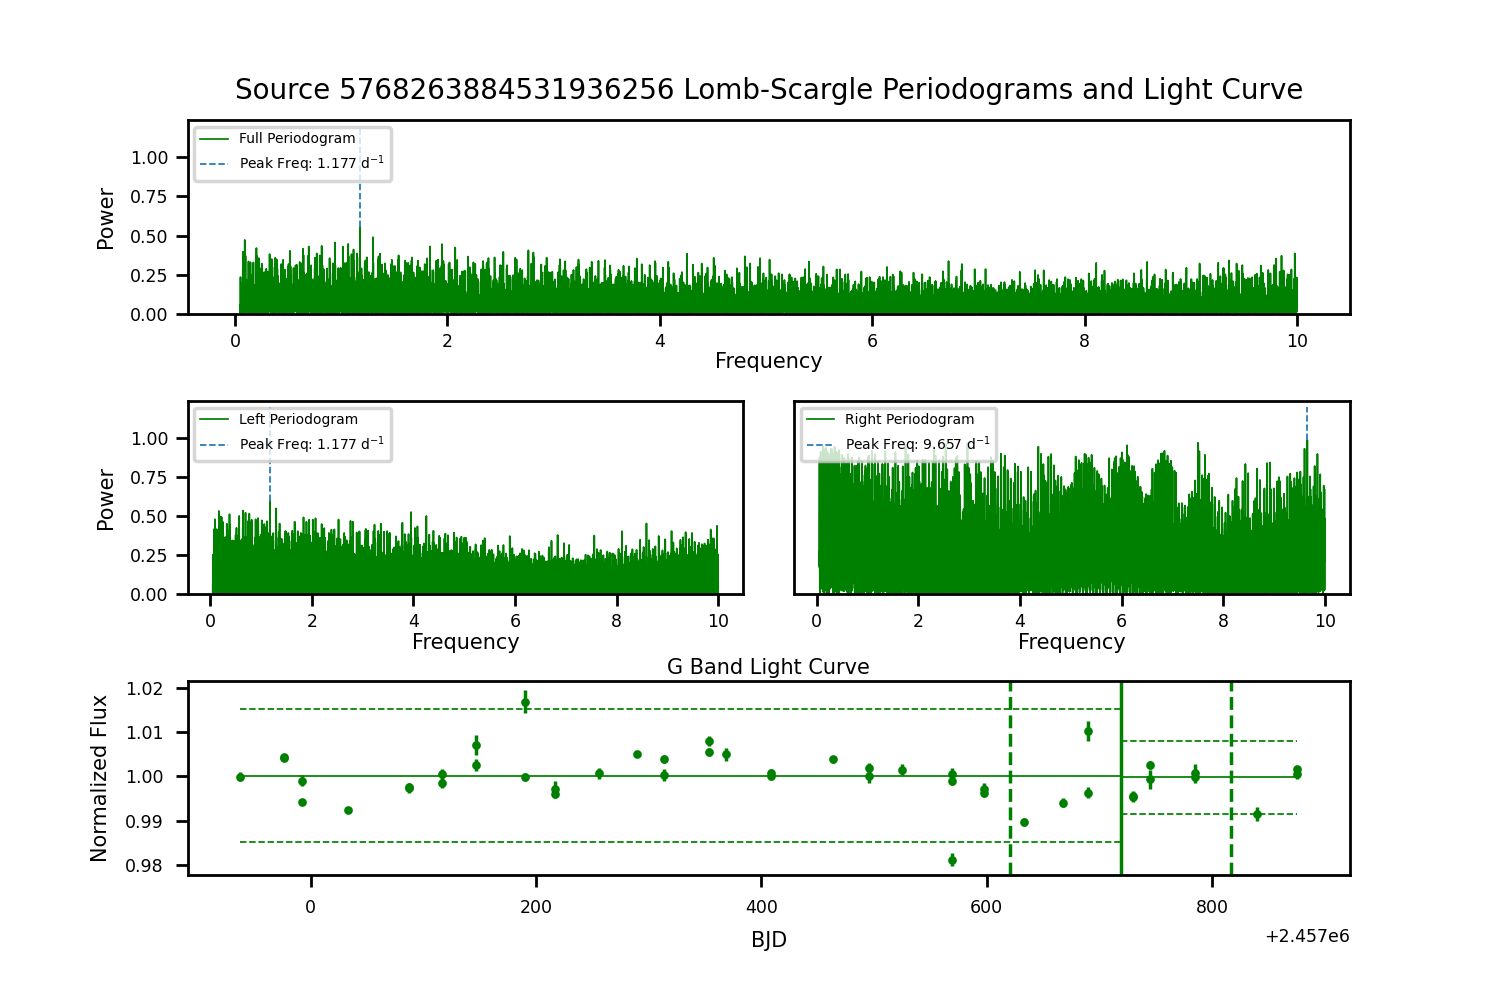 Source 5768263884531936256 Lomb-Scargle Periodograms and Light Curve
Full Periodogram
Peak Freq: 1.177 d⁻¹
Power
1.00
0.75
0.50
0.25
0.00
0 2 4 6 8 10
Frequency
Left Periodogram
Peak Freq: 1.177 d⁻¹
Power
1.00
0.75
0.50
0.25
0.00
0 2 4 6 8 10
Frequency
Right Periodogram
Peak Freq: 9.657 d⁻¹
0 2 4 6 8 10
Frequency
G Band Light Curve
Normalized Flux
1.02
1.01
1.00
0.99
0.98
0 200 400 600 800
BJD
+2.457e6